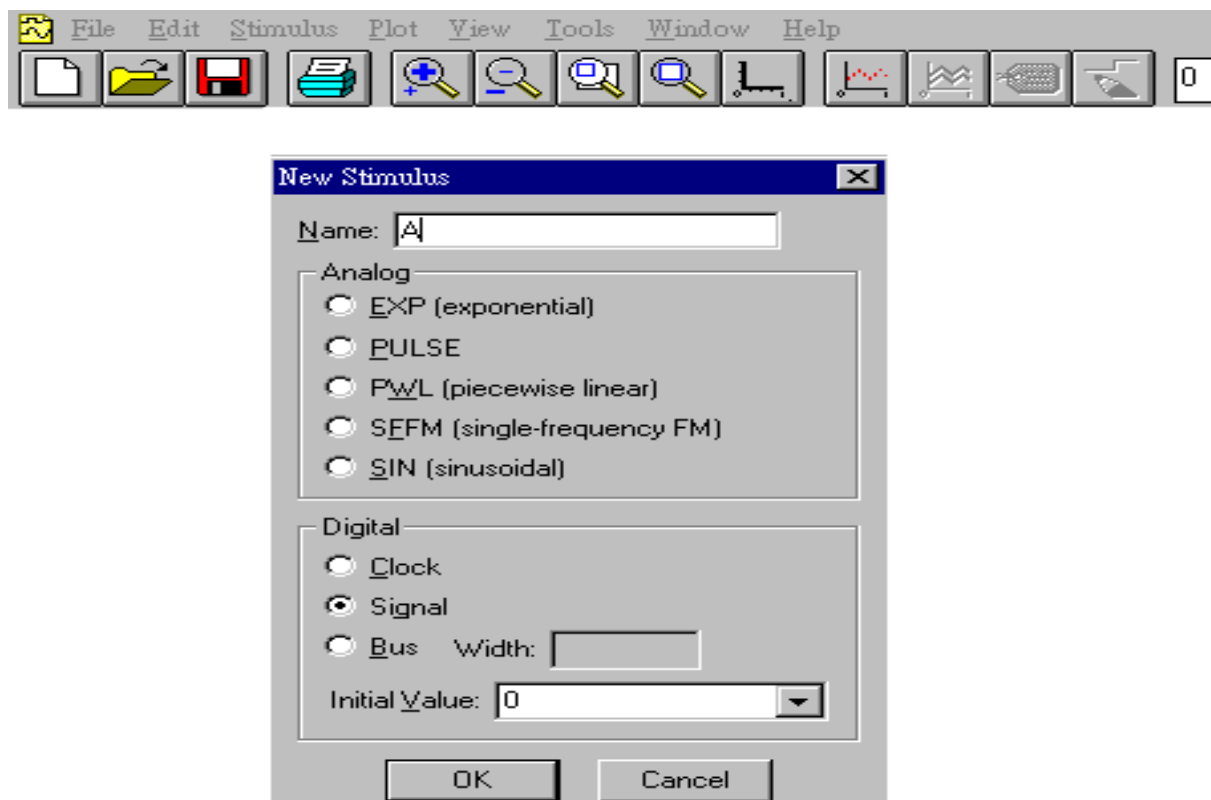 File Edit Stimulus Plot View Tools Window Help
0
New Stimulus
Name: A
Analog
EXP (exponential)
PULSE
PWL (piecewise linear)
SFFM (single-frequency FM)
SIN (sinusoidal)
Digital
Clock
Signal
Bus Width:
Initial Value: 0
OK Cancel